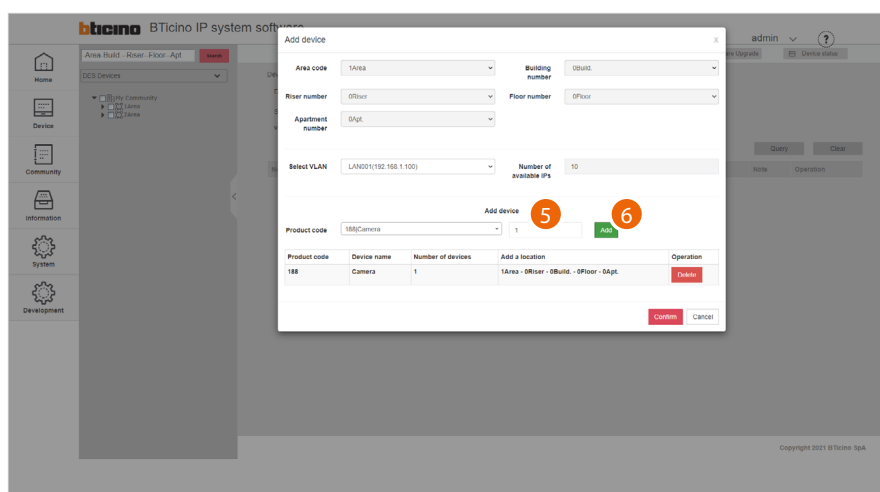 bticino BTicino IP system software
admin
?
Area-Build.-Riser- Floor -Apt.
Search
DES Devices
Home
My Community
1Area
2Area
Device
Community
Information
System
Development
Upgrade
Device status
Query
Clear
Note
Operation
Add device
X
Area code
1Area
Building number
0Build.
Riser number
0Riser
Floor number
0Floor
Apartment number
0Apt.
Select VLAN
LAN001(192.168.1.100)
Number of available IPs
10
Add device
5
6
Product code
188|Camera
1
Add
Product code Device name Number of devices Add a location Operation
188 Camera 1 1Area - 0Riser - 0Build. - 0Floor - 0Apt. Delete
Confirm
Cancel
Copyright 2021 BTicino SpA